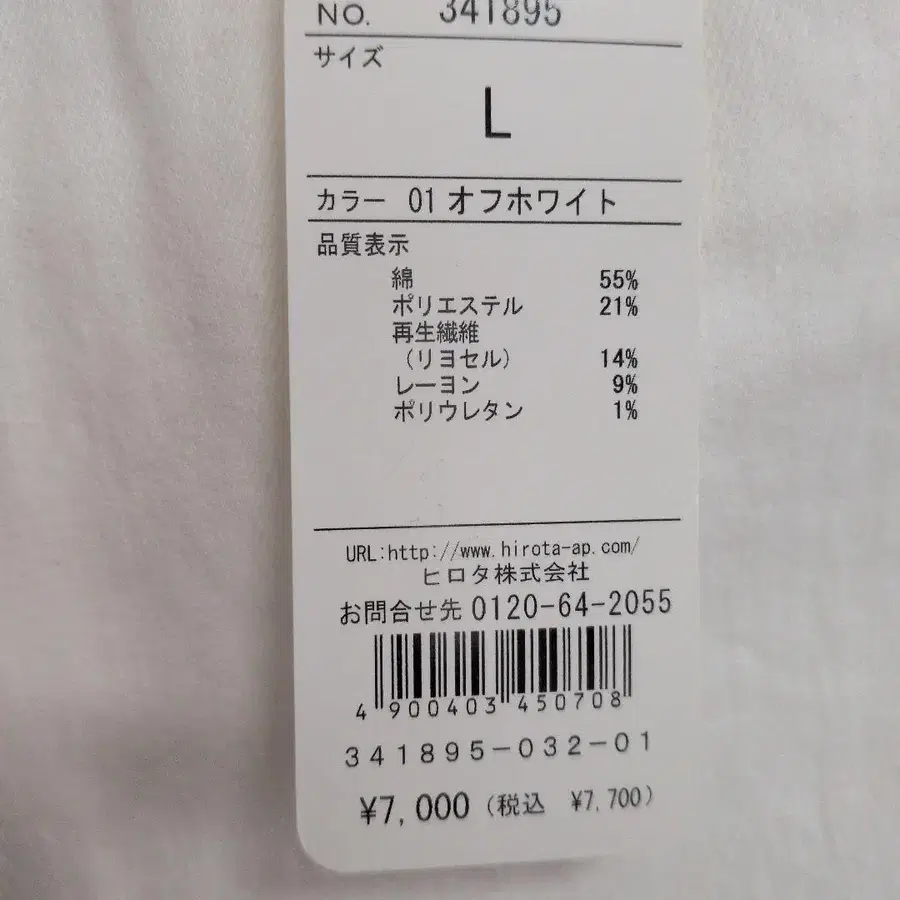 NO. 341895
サイズ
L
カラー 01 オフホワイト
品質表示
綿 55%
ポリエステル 21%
再生繊維
(リヨセル) 14%
レーヨン 9%
ポリウレタン 1%
URL:http://www.hirota-ap.com/
ヒロタ株式会社
お問合せ先 0120-64-2055
4 900403 450708
341895-032-01
¥7,000 (税込 ¥7,700)